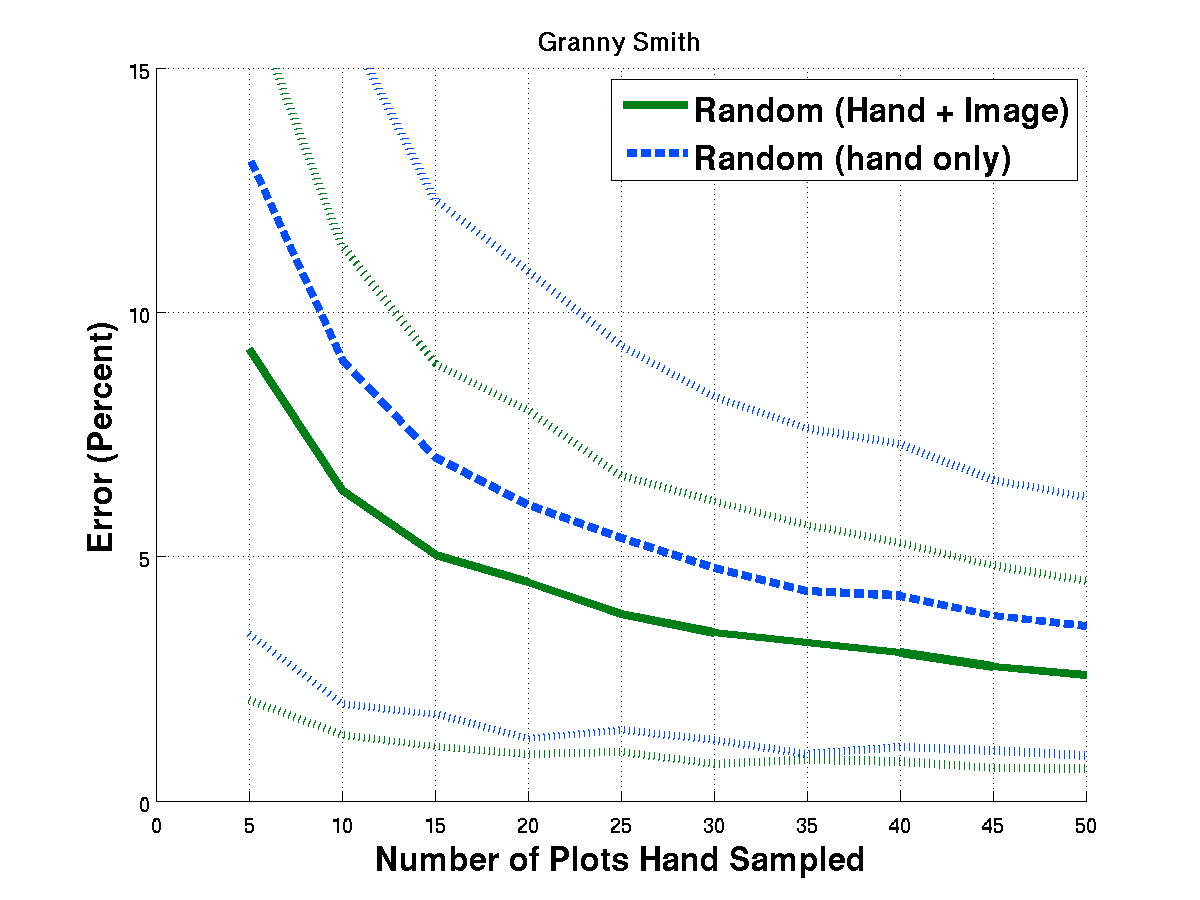 Granny Smith
Random (Hand + Image)
Random (hand only)
15
10
5
0
Error (Percent)
0 5 10 15 20 25 30 35 40 45 50
Number of Plots Hand Sampled